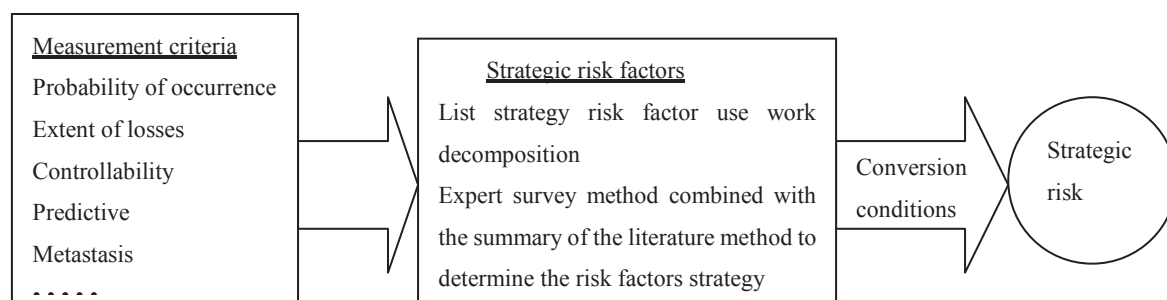 Measurement criteria
Probability of occurrence
Extent of losses
Controllability
Predictive
Metastasis
......
Strategic risk factors
List strategy risk factor use work
decomposition
Expert survey method combined with
the summary of the literature method to
determine the risk factors strategy
Conversion
conditions
Strategic
risk